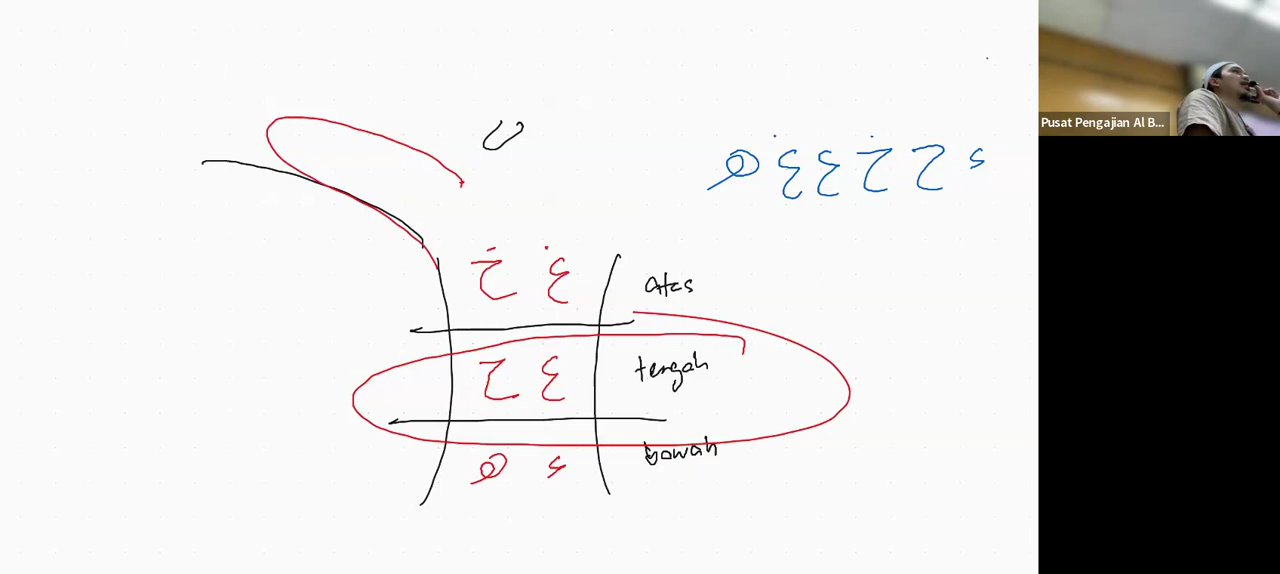 Pusat Pengajian Al B...
ء ح خ ع غ ه
غ خ Atas
ع ح tengah
ء ه bawah